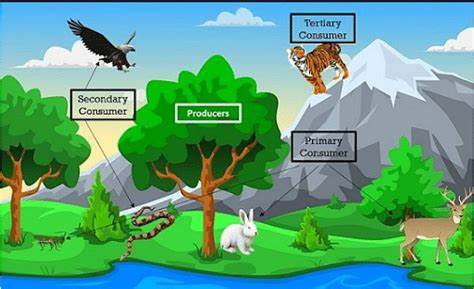 Tertiary
Consumer
Secondary
Consumer
Producers
Primary
Consumer